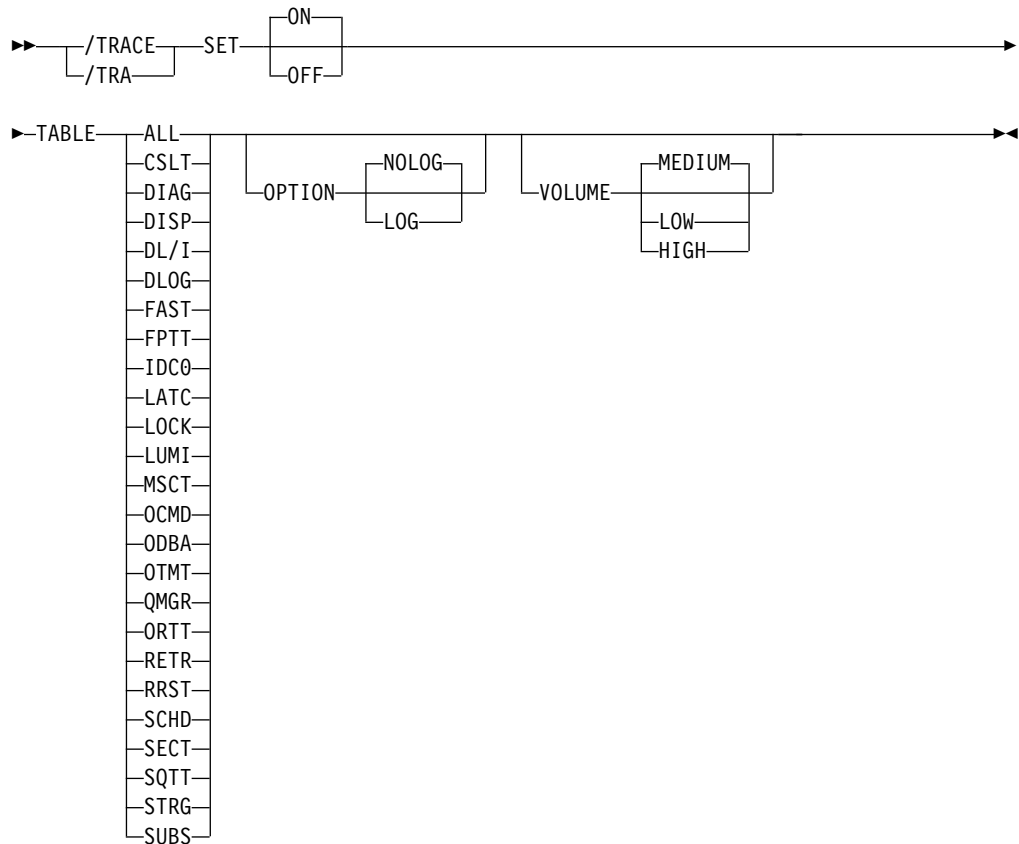 ON
/TRACE SET
/TRA OFF
TABLE ALL
CSLT NOLOG MEDIUM
DIAG OPTION VOLUME
DISP LOG LOW
DL/I HIGH
DLOG
FAST
FPTT
IDC0
LATC
LOCK
LUMI
MSCT
OCMD
ODBA
OTMT
QMGR
ORTT
RETR
RRST
SCHD
SECT
SQTT
STRG
SUBS